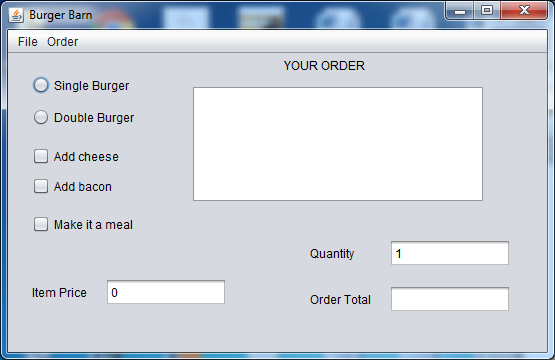 Burger Barn
File Order
YOUR ORDER
Single Burger
Double Burger
Add cheese
Add bacon
Make it a meal
Quantity 1
Item Price 0
Order Total